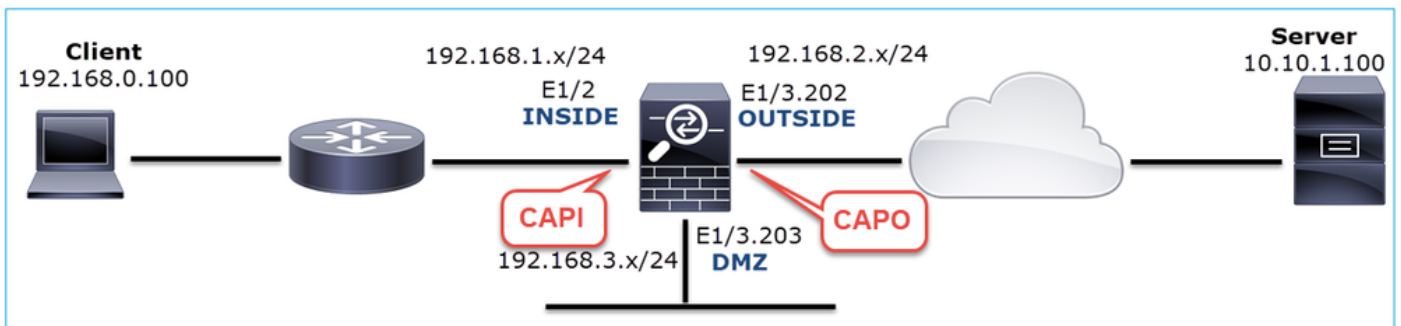 Client
192.168.0.100
192.168.1.x/24
E1/2
INSIDE
192.168.2.x/24
E1/3.202
OUTSIDE
Server
10.10.1.100
CAPI
CAPO
E1/3.203
DMZ
192.168.3.x/24